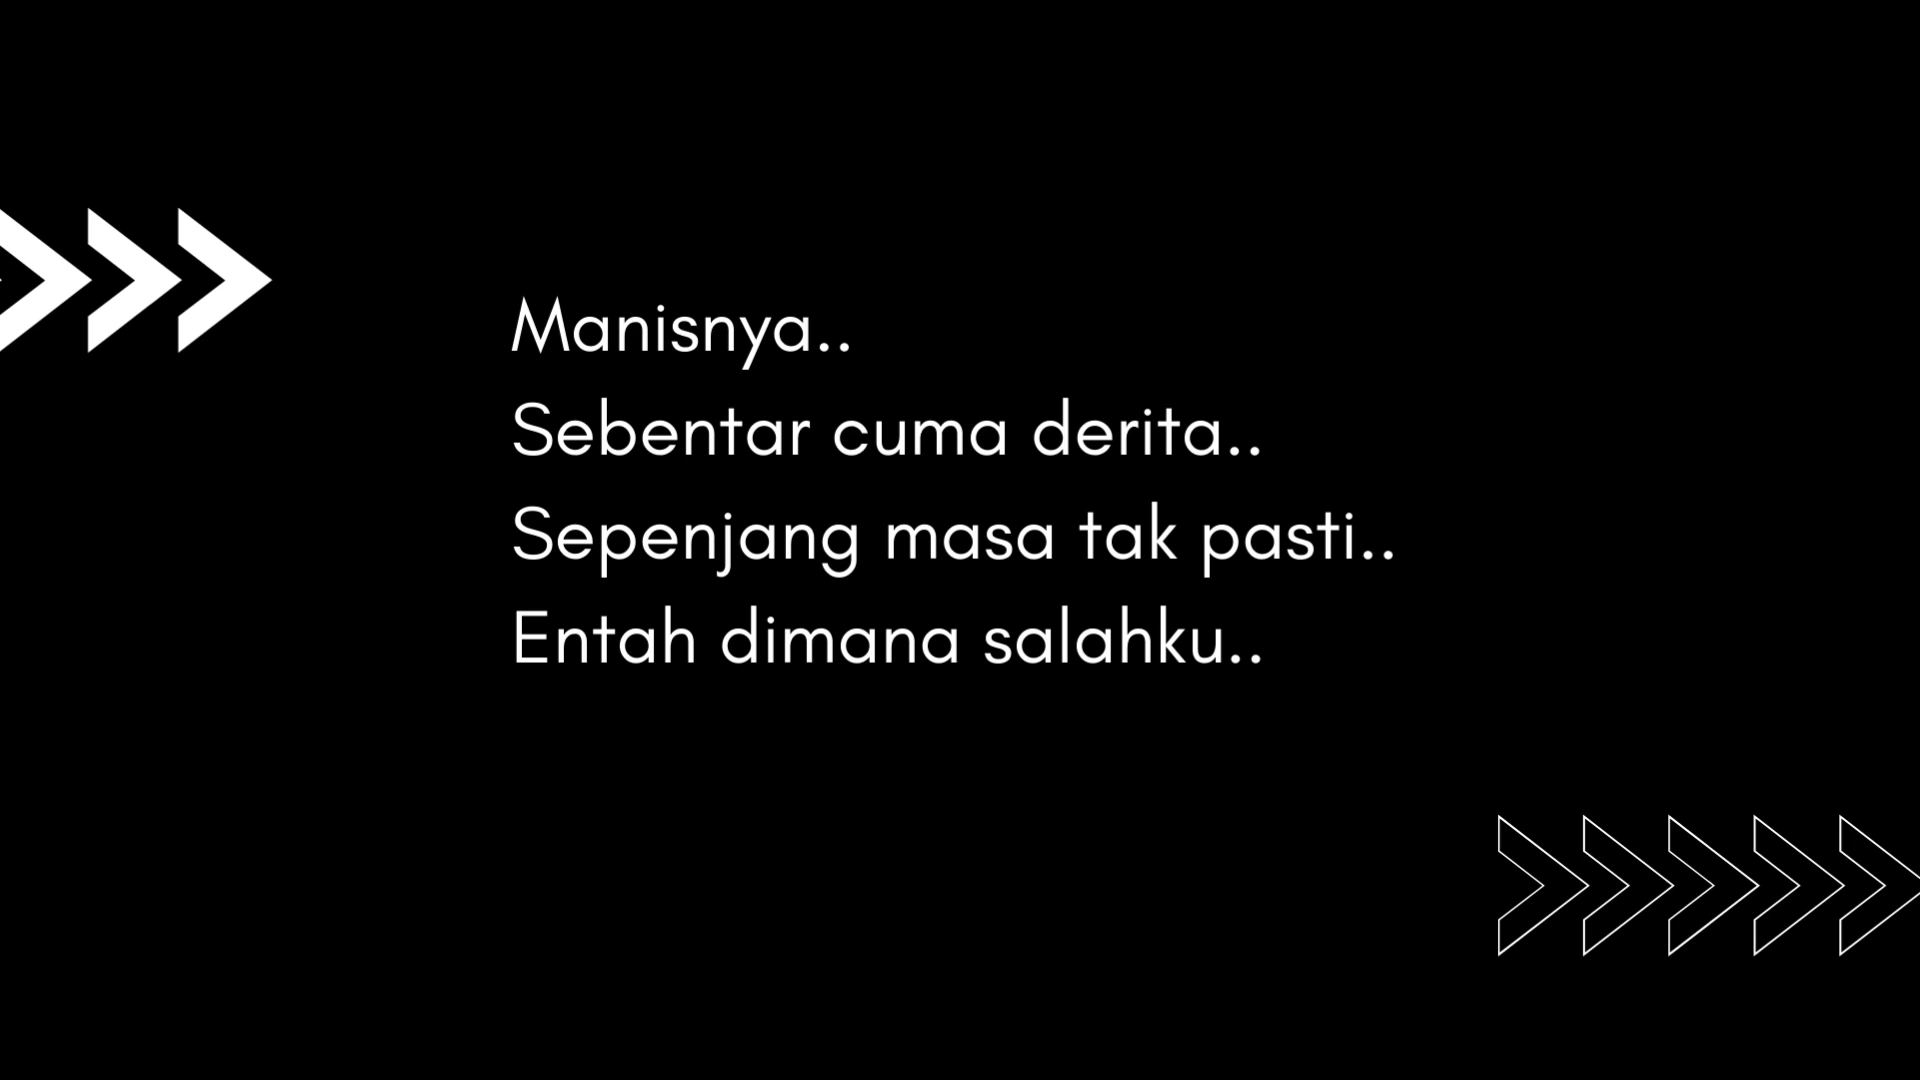 Manisnya..
Sebentar cuma derita..
Sepenjang masa tak pasti..
Entah dimana salahku..